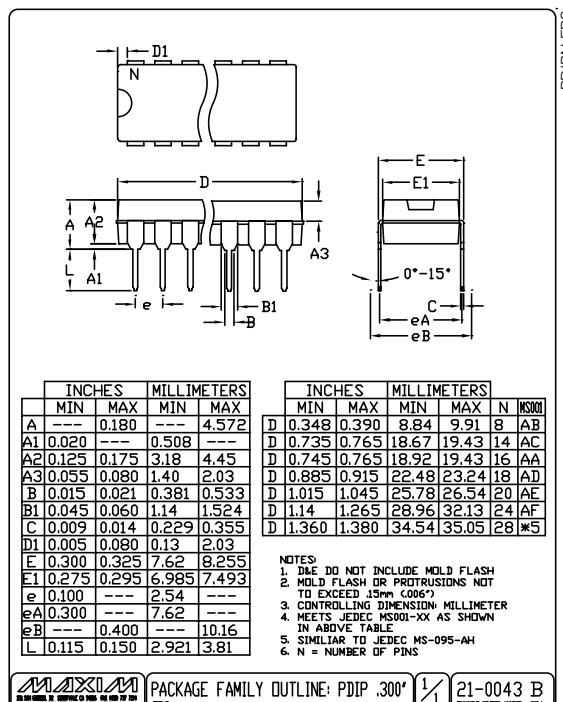 D1
N
D
E
E1
A
A2
A3
L
A1
e
B1
B
0°-15°
C
eA
eB
INCHES MILLIMETERS
MIN MAX MIN MAX
A --- 0.180 --- 4.572
A1 0.020 --- 0.508 ---
A2 0.125 0.175 3.18 4.45
A3 0.055 0.080 1.40 2.03
B 0.015 0.021 0.381 0.533
B1 0.045 0.060 1.14 1.524
C 0.009 0.014 0.229 0.355
D1 0.005 0.080 0.13 2.03
E 0.300 0.325 7.62 8.255
E1 0.275 0.295 6.985 7.493
e 0.100 --- 2.54 ---
eA 0.300 --- 7.62 ---
eB --- 0.400 --- 10.16
L 0.115 0.150 2.921 3.81
INCHES MILLIMETERS
MIN MAX MIN MAX N MS001
D 0.348 0.390 8.84 9.91 8 AB
D 0.735 0.765 18.67 19.43 14 AC
D 0.745 0.765 18.92 19.43 16 AA
D 0.885 0.915 22.48 23.24 18 AD
D 1.015 1.045 25.78 26.54 20 AE
D 1.14 1.265 28.96 32.13 24 AF
D 1.360 1.380 34.54 35.05 28 *5
NOTES:
1. D&E DO NOT INCLUDE MOLD FLASH
2. MOLD FLASH OR PROTRUSIONS NOT
TO EXCEED .15mm (.006")
3. CONTROLLING DIMENSION: MILLIMETER
4. MEETS JEDEC MS001-XX AS SHOWN
IN ABOVE TABLE
5. SIMILIAR TO JEDEC MS-095-AH
6. N = NUMBER OF PINS
MAXIM
PACKAGE FAMILY OUTLINE: PDIP .300"
1/1
21-0043 B